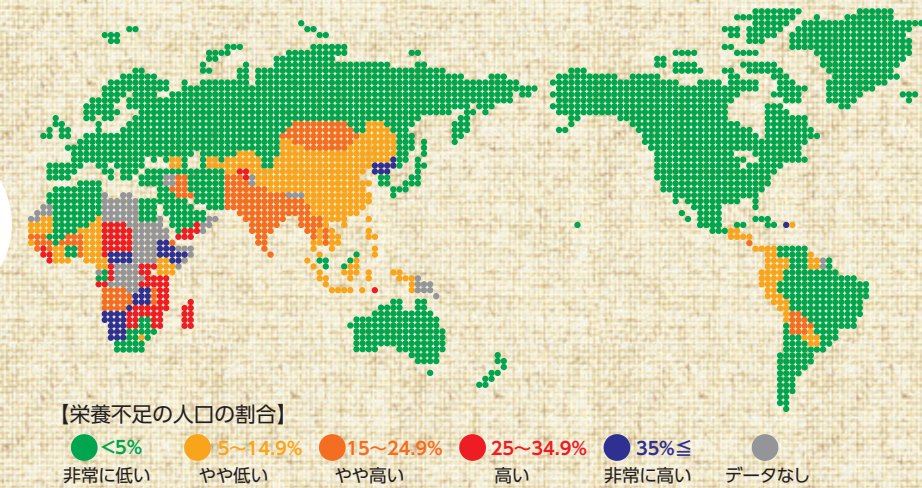 【栄養不足の人口の割合】
<5% 5〜14.9% 15〜24.9% 25〜34.9% 35%≦
非常に低い やや低い やや高い 高い 非常に高い データなし